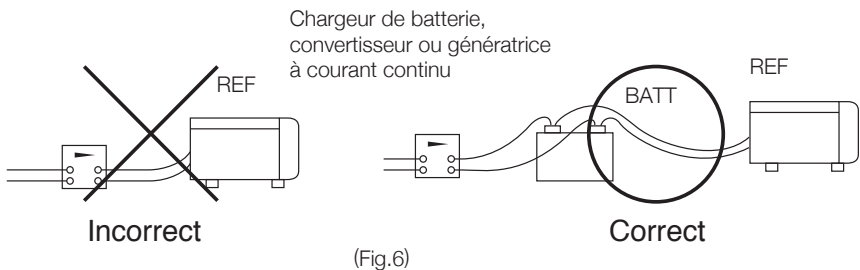 Chargeur de batterie,
convertisseur ou génératrice
à courant continu
REF
BATT
REF
Incorrect
Correct
(Fig.6)